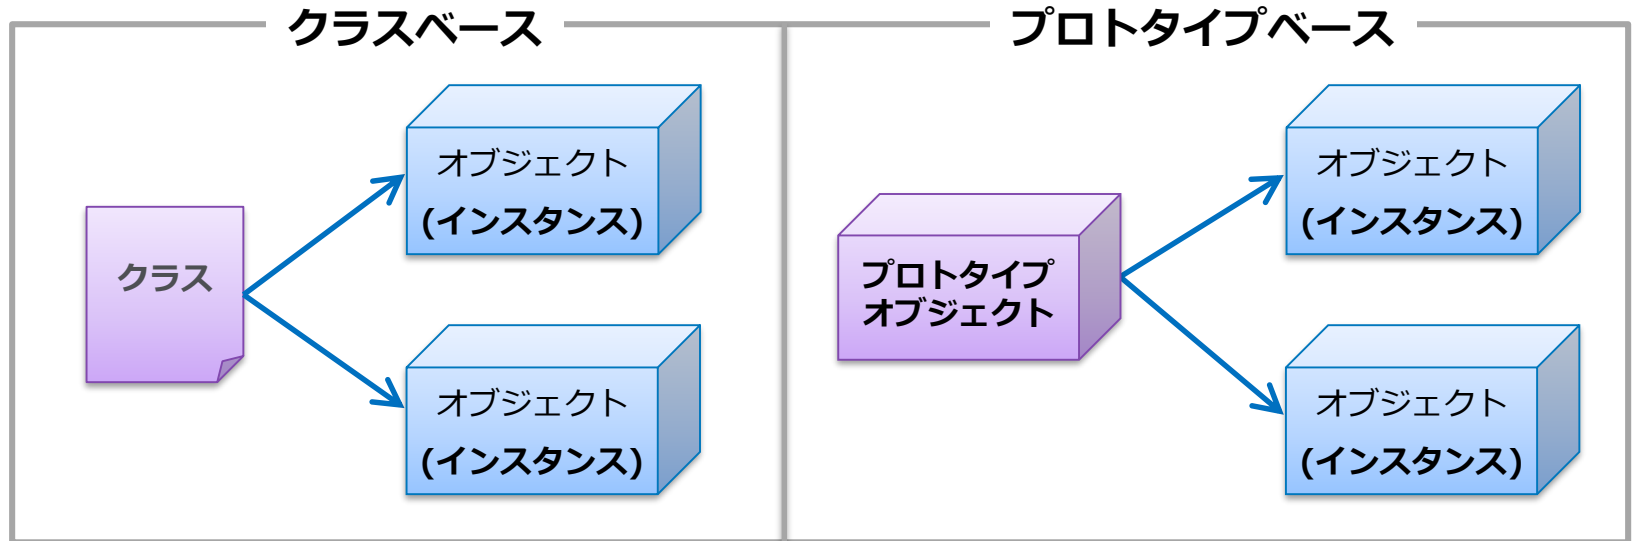 クラスベース
クラス
オブジェクト
(インスタンス)
オブジェクト
(インスタンス)
プロトタイプベース
プロトタイプ
オブジェクト
オブジェクト
(インスタンス)
オブジェクト
(インスタンス)